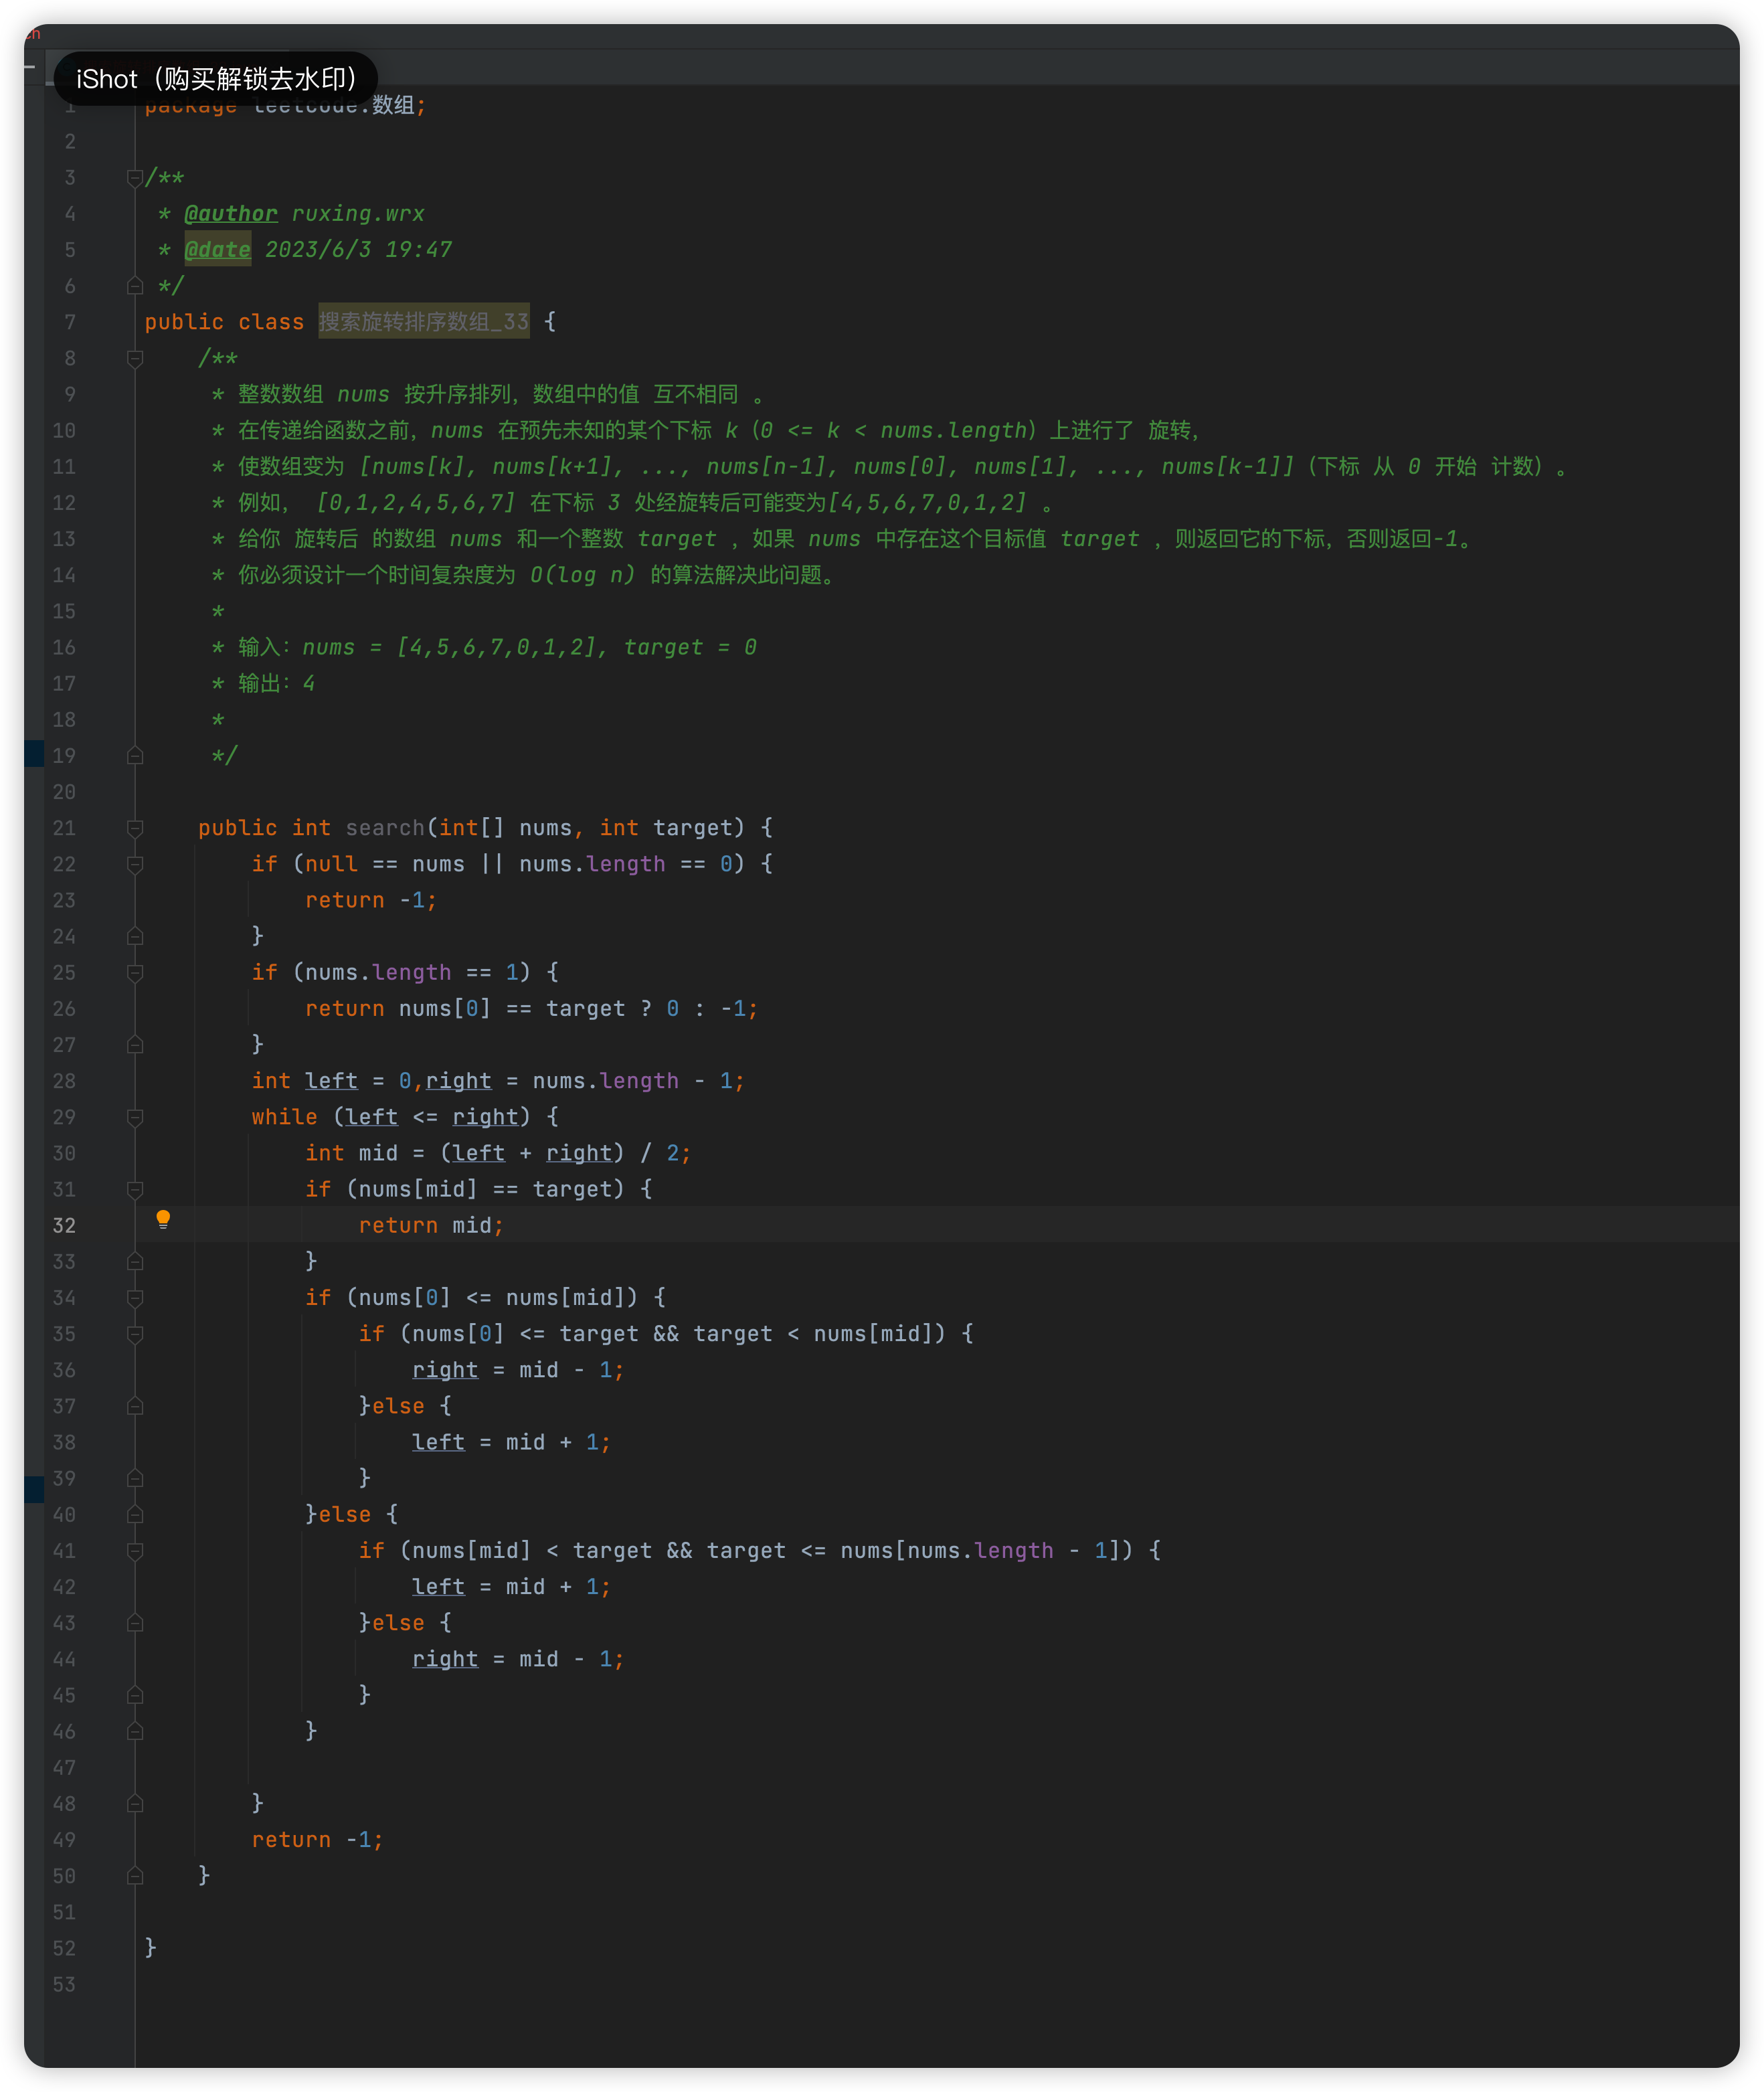 ch
iShot（购买解锁去水印）
1 package leetcode.数组;
2
3 /**
4  * @author ruxing.wrx
5  * @date 2023/6/3 19:47
6  */
7 public class 搜索旋转排序数组_33 {
8     /**
9      * 整数数组 nums 按升序排列，数组中的值 互不相同 。
10      * 在传递给函数之前，nums 在预先未知的某个下标 k（0 <= k < nums.length）上进行了 旋转，
11      * 使数组变为 [nums[k], nums[k+1], ..., nums[n-1], nums[0], nums[1], ..., nums[k-1]]（下标 从 0 开始 计数）。
12      * 例如， [0,1,2,4,5,6,7] 在下标 3 处经旋转后可能变为[4,5,6,7,0,1,2] 。
13      * 给你 旋转后 的数组 nums 和一个整数 target ，如果 nums 中存在这个目标值 target ，则返回它的下标，否则返回-1。
14      * 你必须设计一个时间复杂度为 O(log n) 的算法解决此问题。
15      *
16      * 输入：nums = [4,5,6,7,0,1,2], target = 0
17      * 输出：4
18      *
19      */
20
21     public int search(int[] nums, int target) {
22         if (null == nums || nums.length == 0) {
23             return -1;
24         }
25         if (nums.length == 1) {
26             return nums[0] == target ? 0 : -1;
27         }
28         int left = 0,right = nums.length - 1;
29         while (left <= right) {
30             int mid = (left + right) / 2;
31             if (nums[mid] == target) {
32                 return mid;
33             }
34             if (nums[0] <= nums[mid]) {
35                 if (nums[0] <= target && target < nums[mid]) {
36                     right = mid - 1;
37                 }else {
38                     left = mid + 1;
39                 }
40             }else {
41                 if (nums[mid] < target && target <= nums[nums.length - 1]) {
42                     left = mid + 1;
43                 }else {
44                     right = mid - 1;
45                 }
46             }
47
48         }
49         return -1;
50     }
51
52 }
53